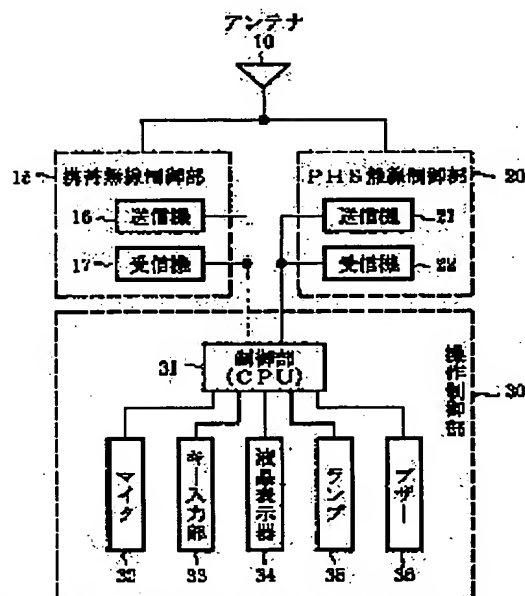 アンテナ
10
15
携帯無線制御部
16
送信機
17
受信機
PHS無線制御部
20
送信機
21
受信機
22
31
制御部
(CPU)
操作制御部
30
マイク
キー入力部
液晶表示器
ランプ
ブザー
32
33
34
35
36